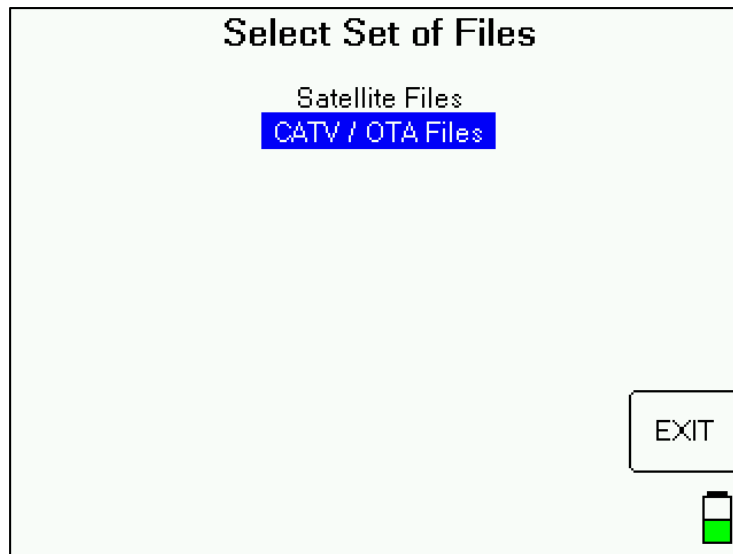 Select Set of Files
Satellite Files
CATV / OTA Files
EXIT